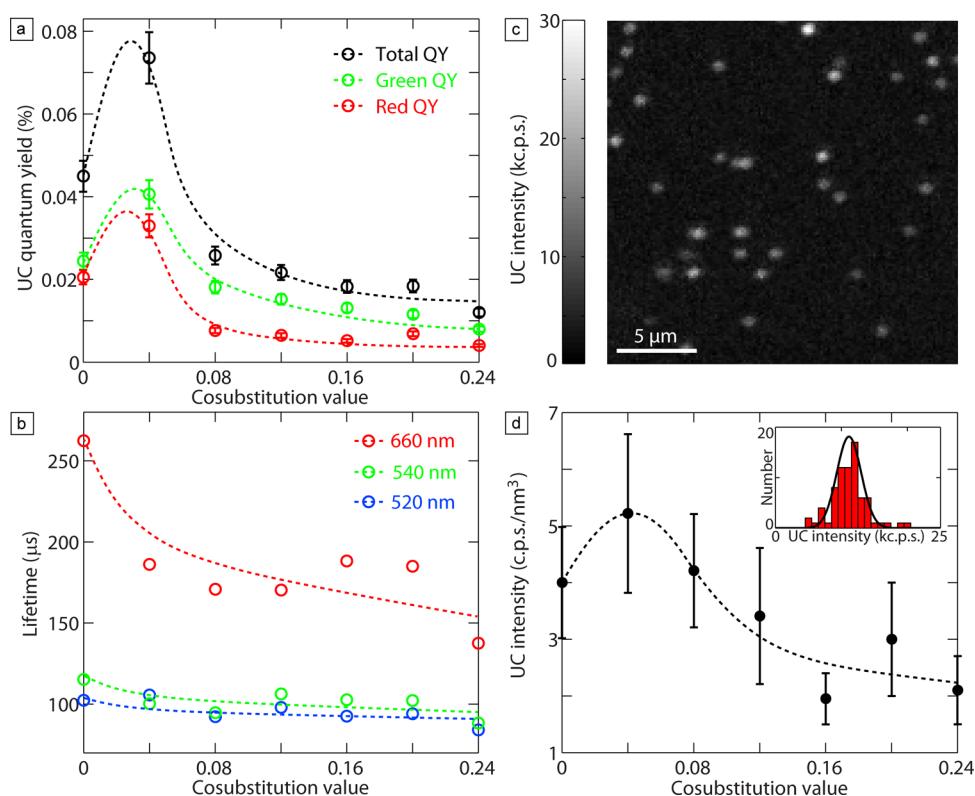 a
0.08
0.06
0.04
0.02
0
UC quantum yield (%)
Total QY
Green QY
Red QY
0 0.08 0.16 0.24
Cosubstitution value
c
30
20
10
0
UC intensity (kc.p.s.)
5 μm
b
250
200
150
100
Lifetime (μs)
660 nm
540 nm
520 nm
0 0.08 0.16 0.24
Cosubstitution value
d
7
5
3
1
UC intensity (c.p.s./nm³)
20
10
0
Number
0 UC intensity (kc.p.s.) 25
0 0.08 0.16 0.24
Cosubstitution value